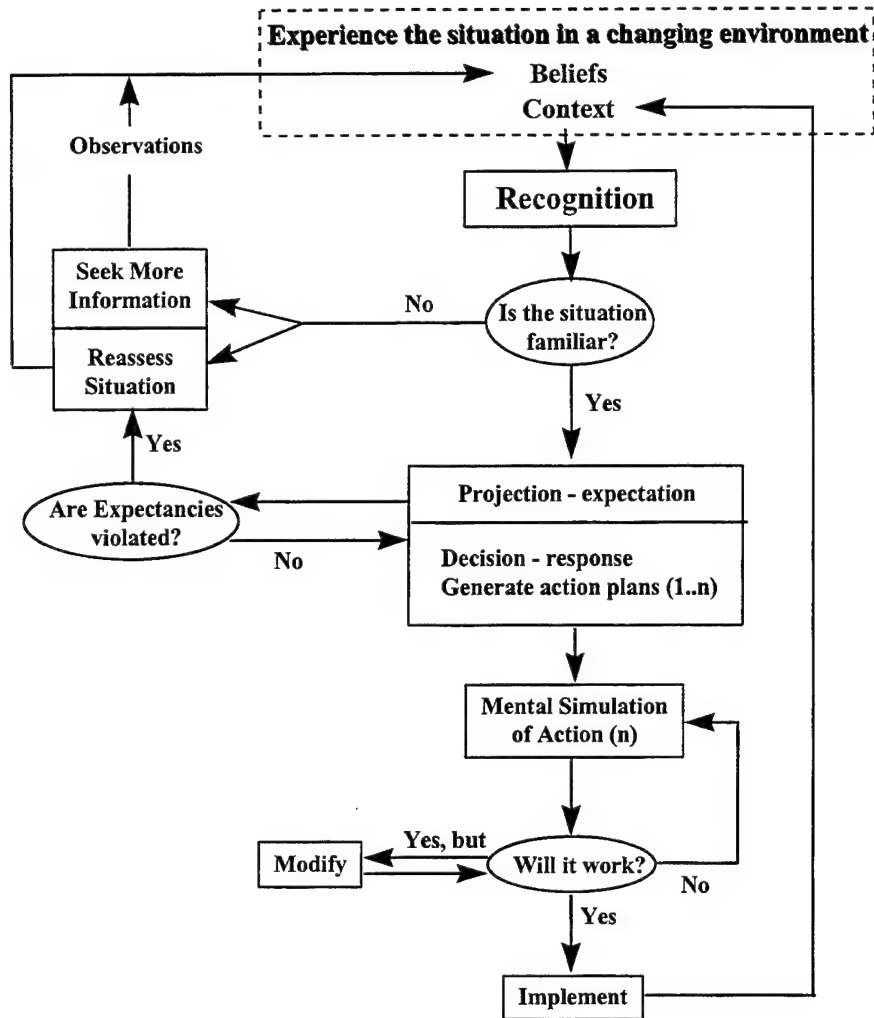 Experience the situation in a changing environment
Beliefs
Context
Observations
Recognition
Seek More
Information
No
Is the situation
familiar?
Reassess
Situation
Yes
Yes
Projection - expectation
Are Expectancies
violated?
No
Decision - response
Generate action plans (1..n)
Mental Simulation
of Action (n)
Yes, but
Modify
Will it work?
No
Yes
Implement